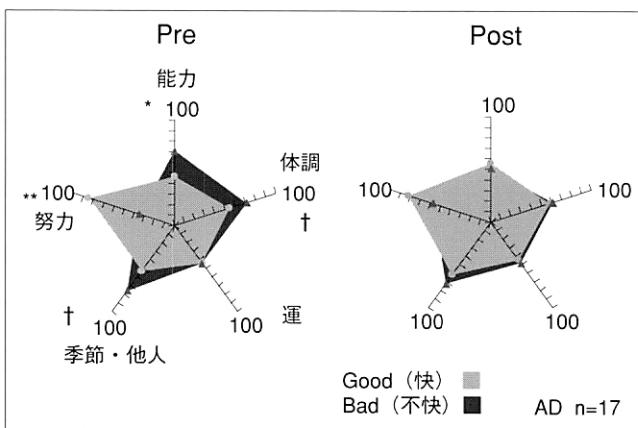 Pre
Post
能力
* 100
100
体調
100
100
** 100
努力
100
†
†
100
100
運
100
100
季節・他人
Good（快）
Bad（不快）
AD n=17